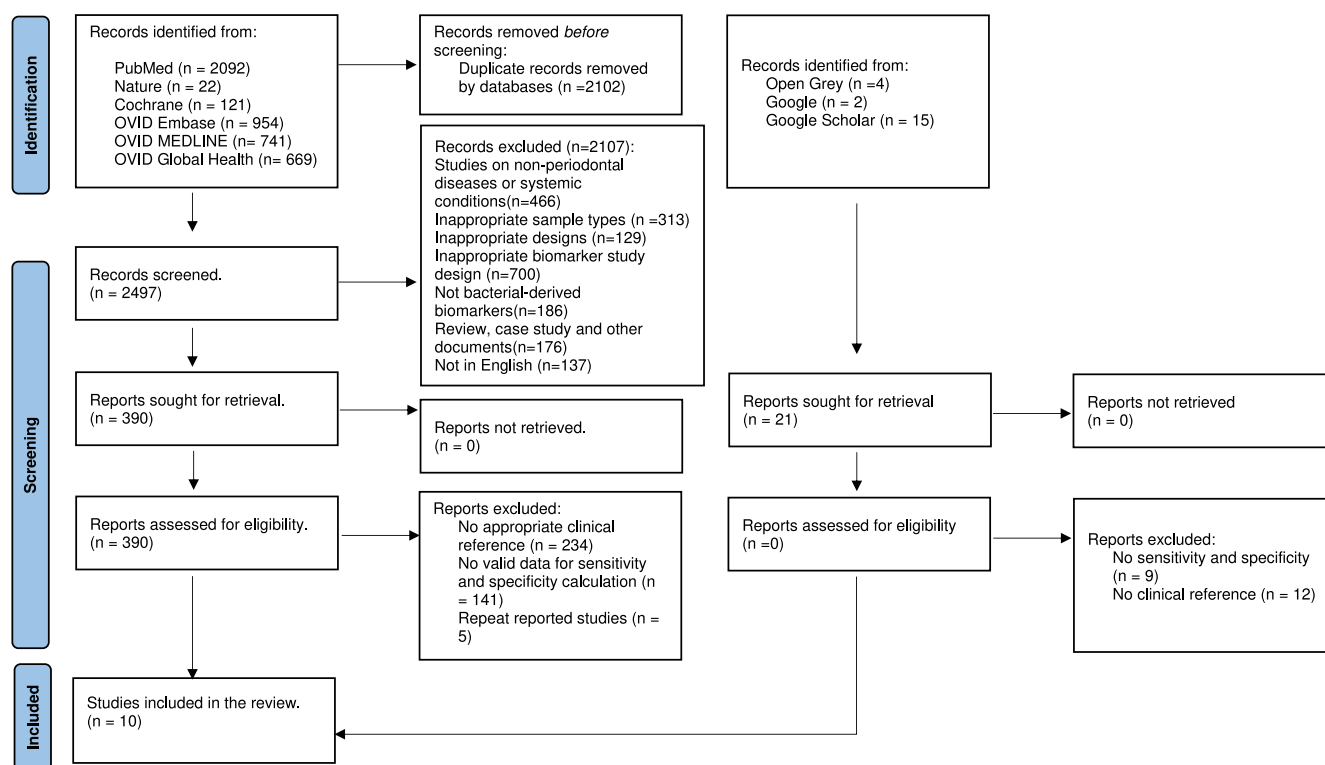 Identification
Records identified from:
PubMed (n = 2092)
Nature (n = 22)
Cochrane (n = 121)
OVID Embase (n = 954)
OVID MEDLINE (n = 741)
OVID Global Health (n= 669)
Records removed before
screening:
Duplicate records removed
by databases (n =2102)
Records identified from:
Open Grey (n =4)
Google (n = 2)
Google Scholar (n = 15)
Records excluded (n=2107):
Studies on non-periodontal
diseases or systemic
conditions(n=466)
Inappropriate sample types (n =313)
Inappropriate designs (n=129)
Inappropriate biomarker study
design (n=700)
Not bacterial-derived
biomarkers(n=186)
Review, case study and other
documents(n=176)
Not in English (n=137)
Screening
Records screened.
(n = 2497)
Reports sought for retrieval.
(n = 390)
Reports not retrieved.
(n = 0)
Reports sought for retrieval
(n = 21)
Reports not retrieved
(n = 0)
Reports assessed for eligibility.
(n = 390)
Reports excluded:
No appropriate clinical
reference (n = 234)
No valid data for sensitivity
and specificity calculation (n
= 141)
Repeat reported studies (n =
5)
Reports assessed for eligibility
(n =0)
Reports excluded:
No sensitivity and specificity
(n = 9)
No clinical reference (n = 12)
Included
Studies included in the review.
(n = 10)